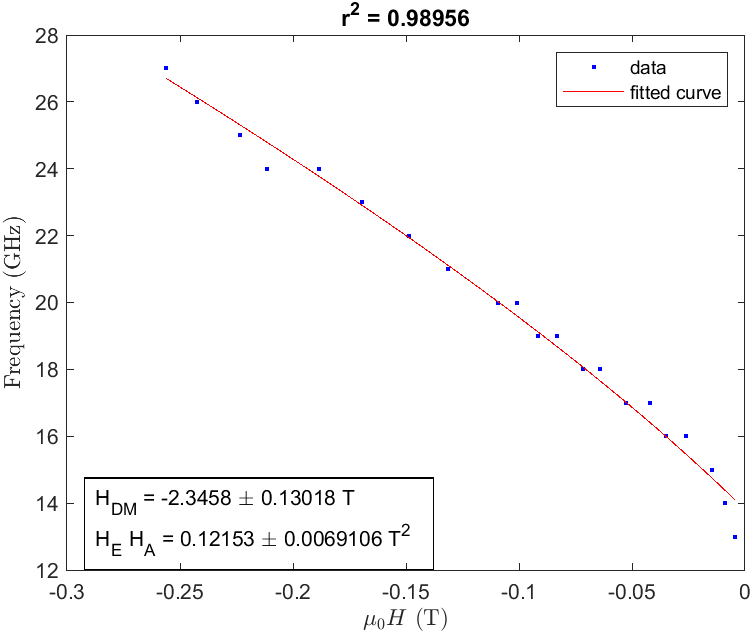 r² = 0.98956
28
26
24
22
20
18
16
14
12
Frequency (GHz)
data
fitted curve
H_DM = -2.3458 ± 0.13018 T
H_E H_A = 0.12153 ± 0.0069106 T²
-0.3 -0.25 -0.2 -0.15 -0.1 -0.05 0
μ₀H (T)